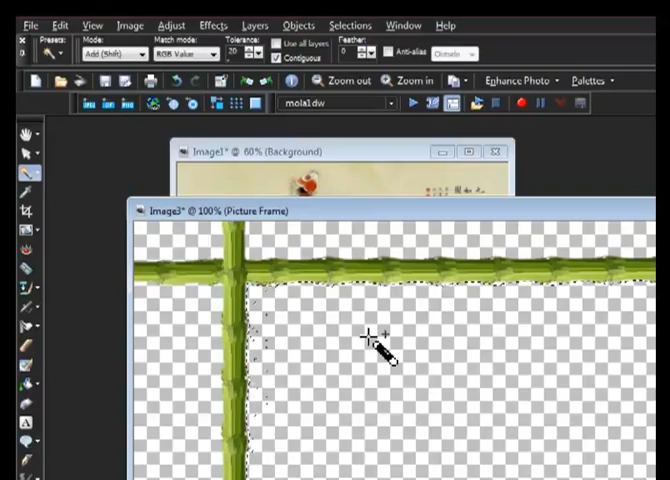 File Edit View Image Adjust Effects Layers Objects Selections Window Help
Presets: Mode: Match mode: Tolerance: Use all layers Feather:
Add (Shift) RGB Value 20 Contiguous 0 Anti-alias Outside
Zoom out Zoom in Enhance Photo Palettes
mola1dw
Image1* @ 60% (Background)
Image3* @ 100% (Picture Frame)
A